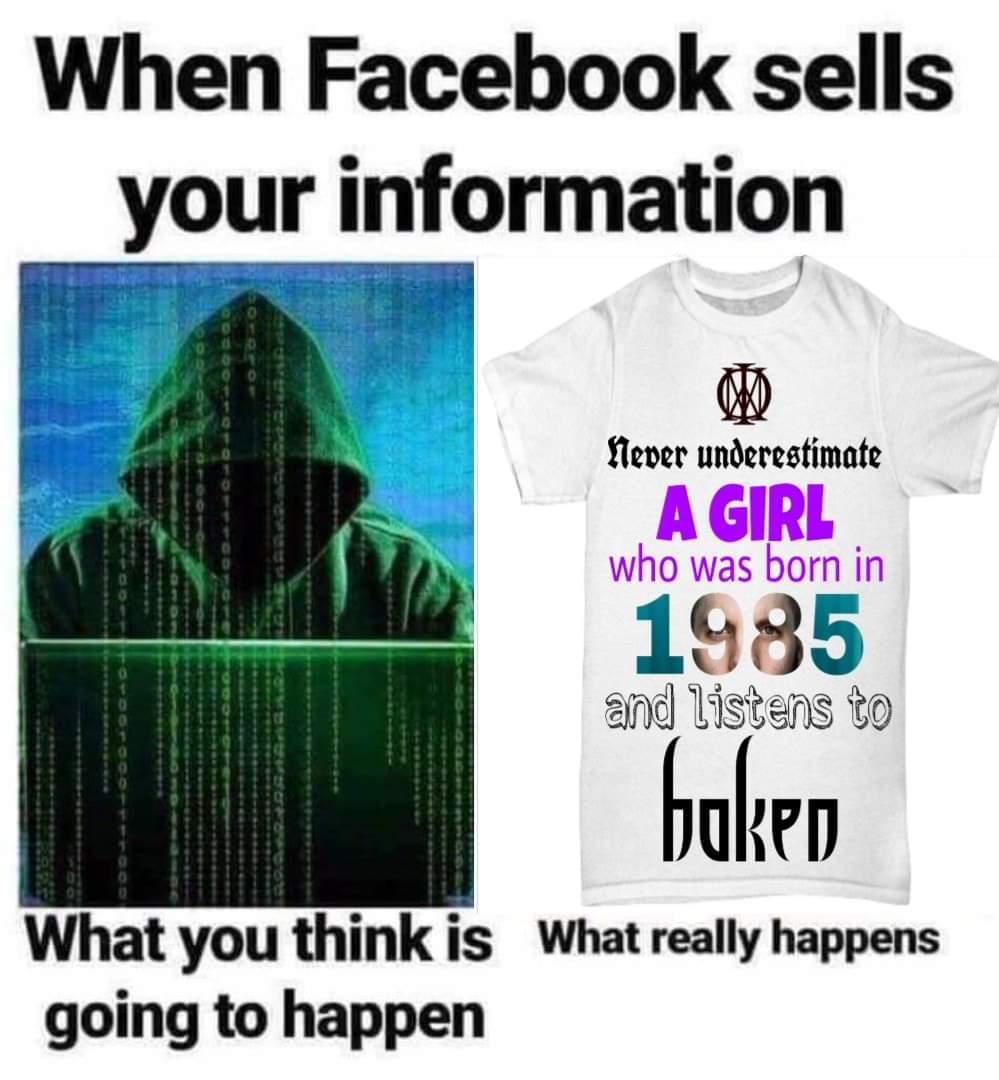 When Facebook sells
your information
Never underestimate
A GIRL
who was born in
1985
and listens to
haken
What you think is
going to happen
What really happens